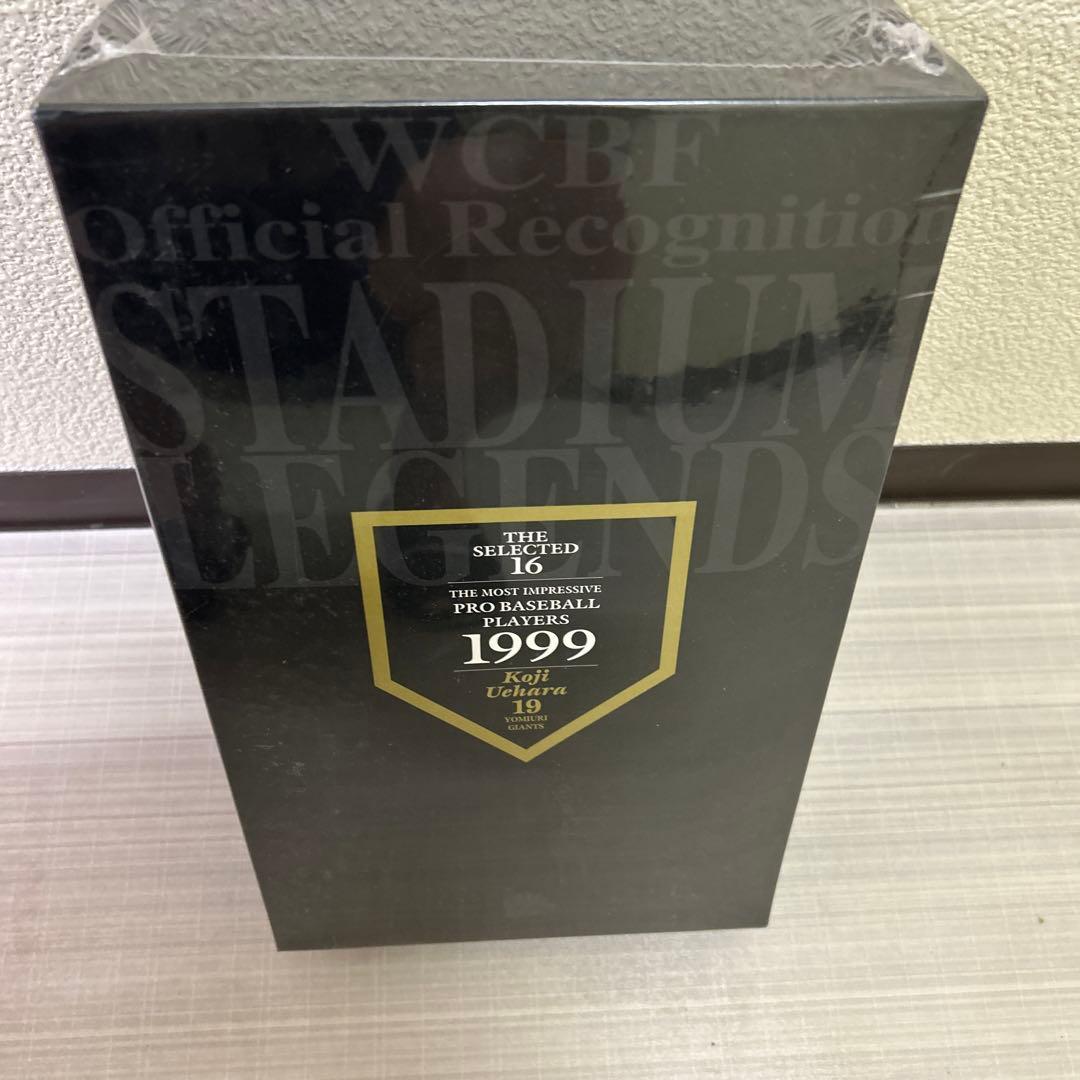 WCBF
Official Recognition
STADIUM
LEGENDS
THE
SELECTED
16
THE MOST IMPRESSIVE
PRO BASEBALL
PLAYERS
1999
Koji
Uehara
19
YOMIURI
GIANTS